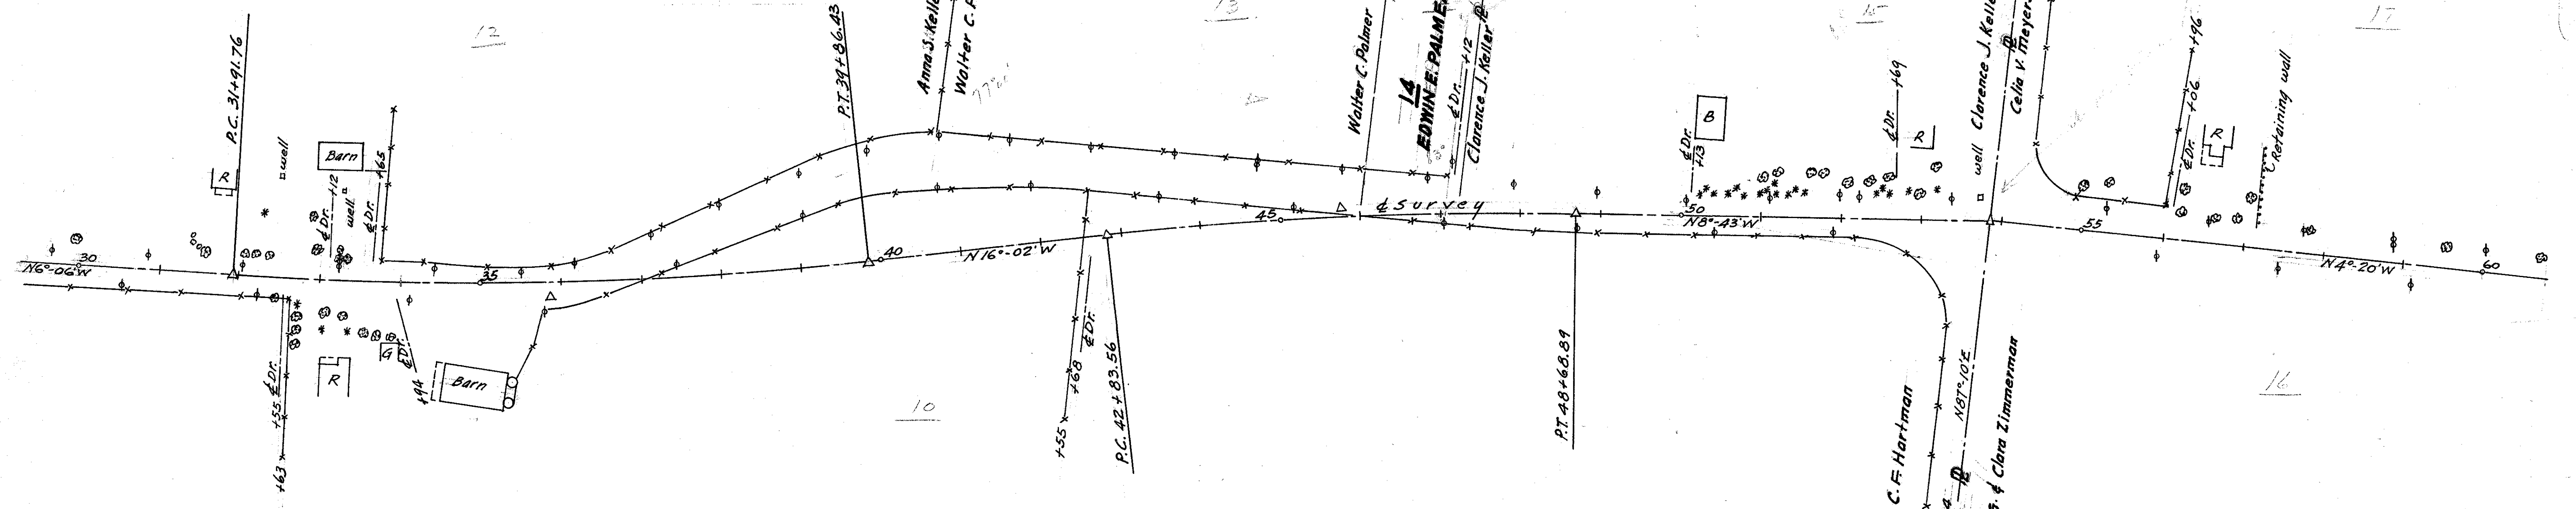 12
13
15
17
P.C. 31+91.76
well
Barn
R
₵ Dr. +12
well
₵ Dr. +65
30
N6°-06'W
35
+55 ₵ Dr.
+63
R
G
₵ Dr.
+94
Barn
P.T. 39+86.43
40
N16°-02'W
10
Anna S. Keller
Walter C.
77°
+68 ₵ Dr.
+55
P.C. 42+83.56
45
₵ Survey
Walter C. Palmer
14
EDWIN E. PALMER
₵ Dr. +12
Clarence J. Keller
P
P.T. 48+68.89
B
₵ Dr.
+13
50
N8°-43'W
₵ Dr. +69
R
well
Clarence J. Keller
Celia V. Meyer
P
C. F. Hartman
N87°-10'E
P
& Clara Zimmerman
55
+96
₵ Dr. +06
R
Retaining wall
N4°-20'W
60
16